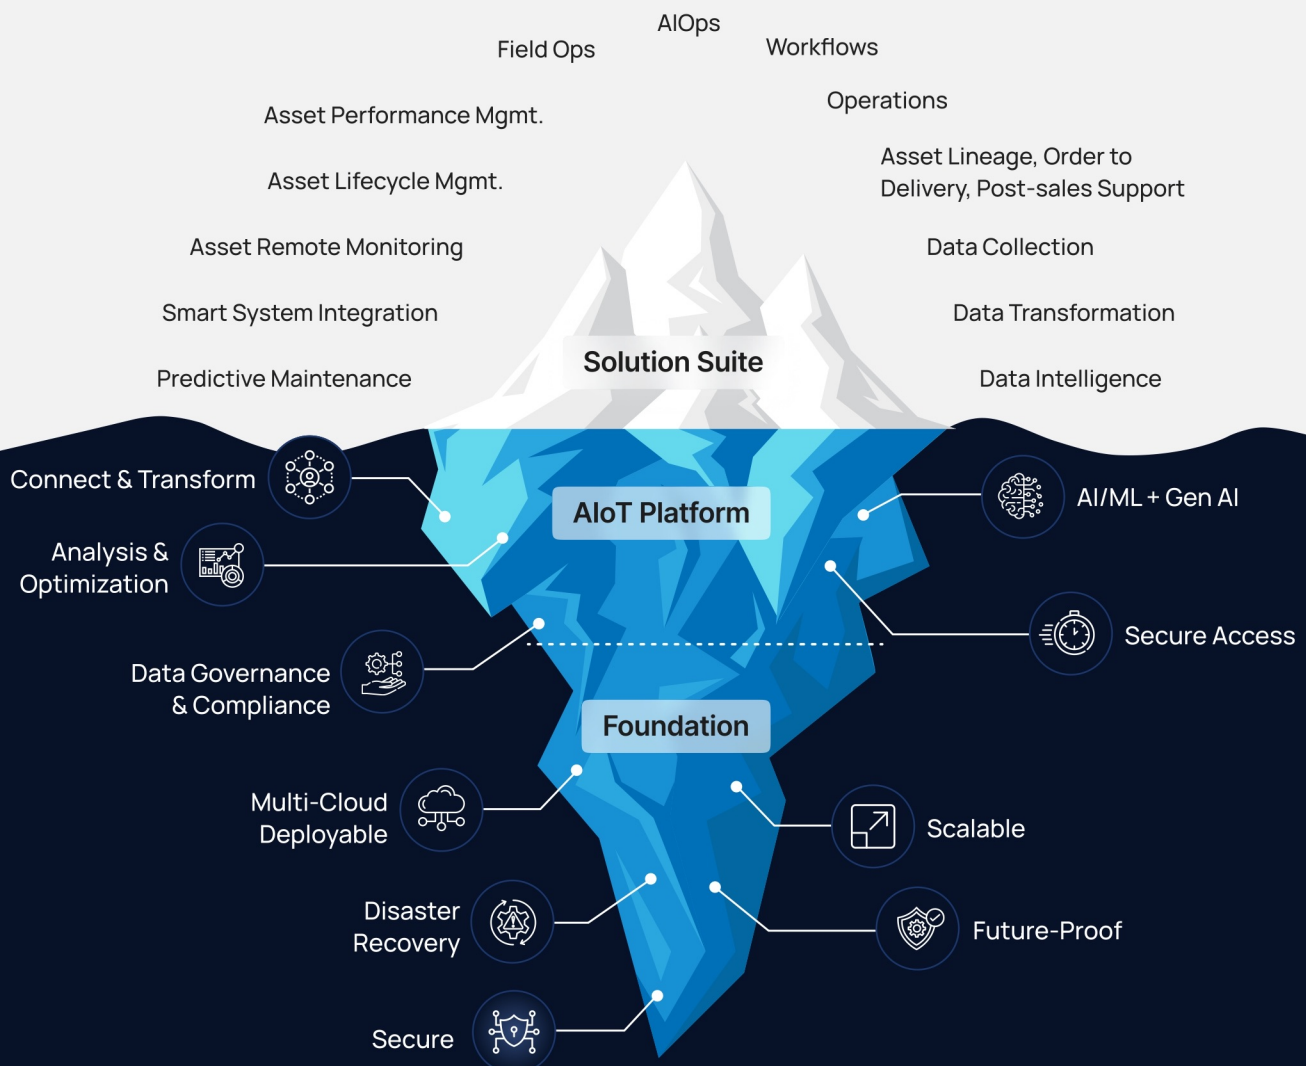 AIOps
Field Ops
Workflows
Operations
Asset Performance Mgmt.
Asset Lineage, Order to
Delivery, Post-sales Support
Asset Lifecycle Mgmt.
Asset Remote Monitoring
Data Collection
Smart System Integration
Data Transformation
Predictive Maintenance
Data Intelligence
Solution Suite
Connect & Transform
AIoT Platform
AI/ML + Gen AI
Analysis &
Optimization
Secure Access
Data Governance
& Compliance
Foundation
Multi-Cloud
Deployable
Scalable
Disaster
Recovery
Future-Proof
Secure